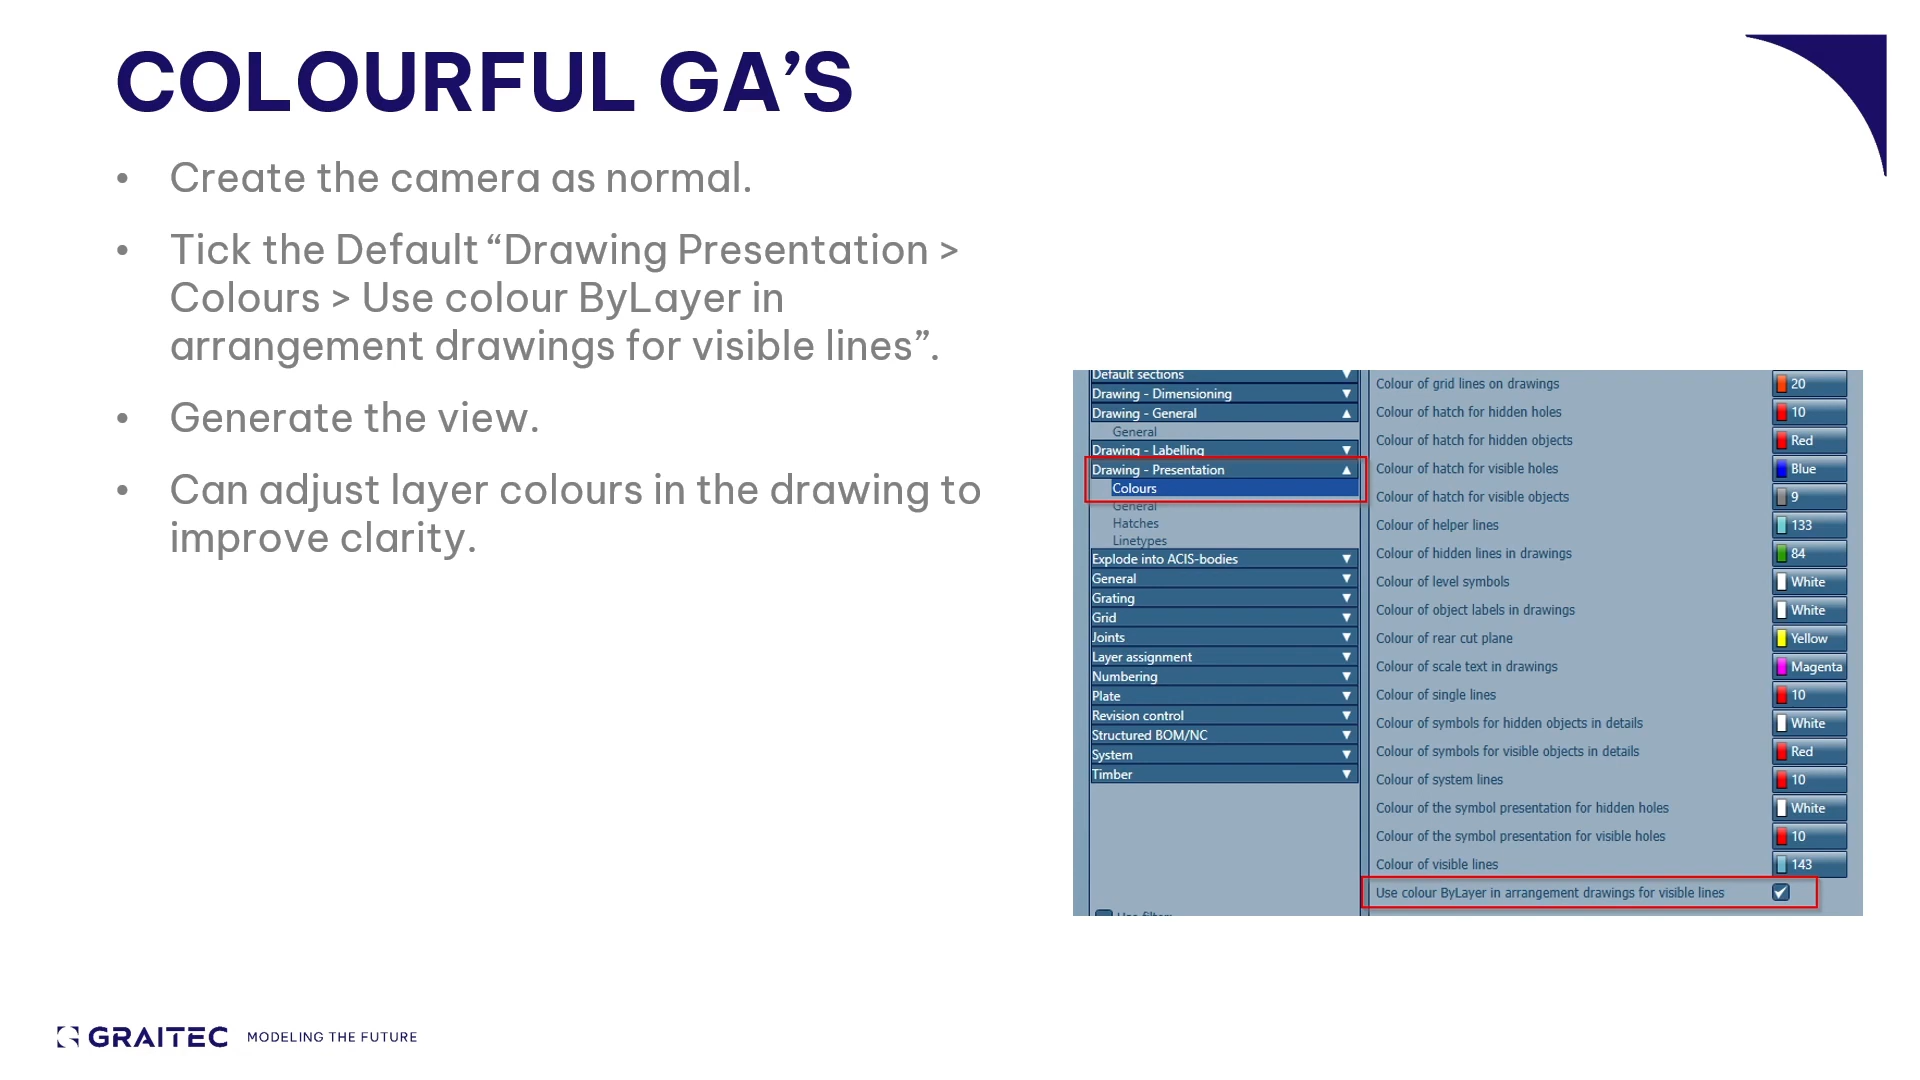 COLOURFUL GA’S
• Create the camera as normal.
• Tick the Default “Drawing Presentation >
Colours > Use colour ByLayer in
arrangement drawings for visible lines”.
• Generate the view.
• Can adjust layer colours in the drawing to
improve clarity.
Default sections
Drawing - Dimensioning
Drawing - General
General
Drawing - Labelling
Drawing - Presentation
Colours
General
Hatches
Linetypes
Explode into ACIS-bodies
General
Grating
Grid
Joints
Layer assignment
Numbering
Plate
Revision control
Structured BOM/NC
System
Timber
Colour of grid lines on drawings 20
Colour of hatch for hidden holes 10
Colour of hatch for hidden objects Red
Colour of hatch for visible holes Blue
Colour of hatch for visible objects 9
Colour of helper lines 133
Colour of hidden lines in drawings 84
Colour of level symbols White
Colour of object labels in drawings White
Colour of rear cut plane Yellow
Colour of scale text in drawings Magenta
Colour of single lines 10
Colour of symbols for hidden objects in details White
Colour of symbols for visible objects in details Red
Colour of system lines 10
Colour of the symbol presentation for hidden holes White
Colour of the symbol presentation for visible holes 10
Colour of visible lines 143
Use colour ByLayer in arrangement drawings for visible lines
GRAITEC MODELING THE FUTURE